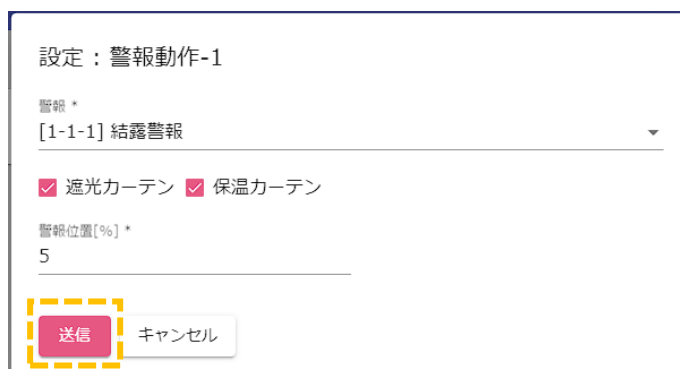 設定：警報動作-1
警報 *
[1-1-1] 結露警報
遮光カーテン 保温カーテン
警報位置[%] *
5
送信 キャンセル